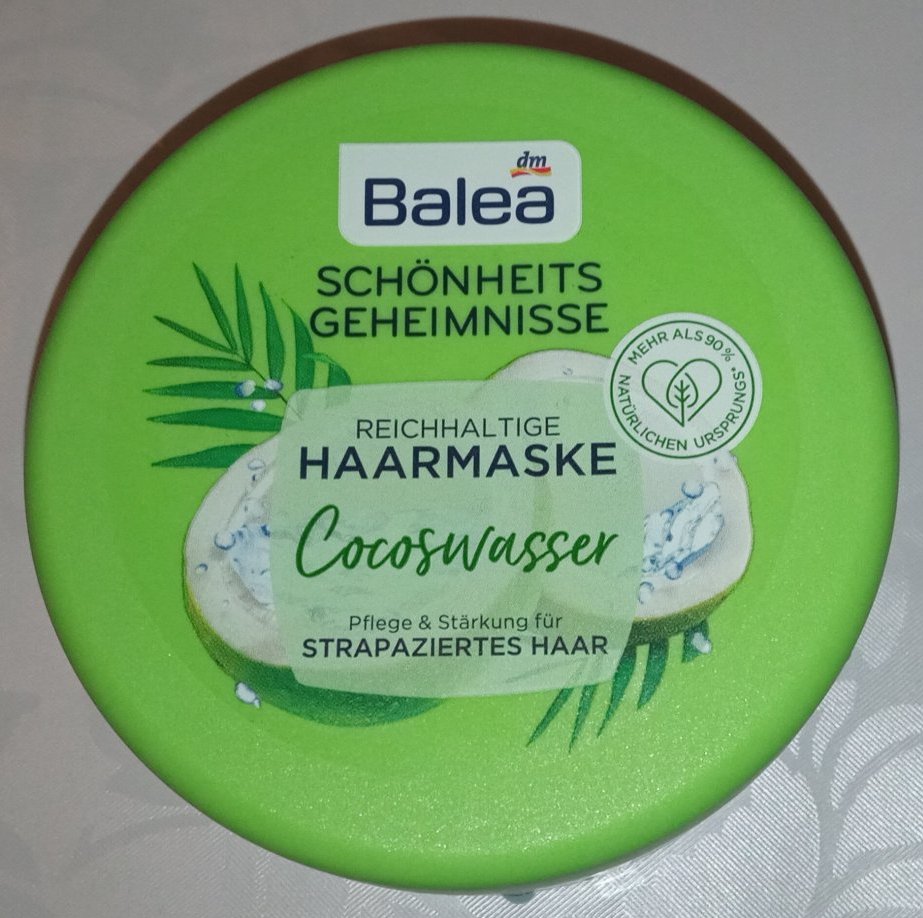 dm
Balea
SCHÖNHEITS
GEHEIMNISSE
MEHR ALS 90%
NATÜRLICHEN URSPRUNGS*
REICHHALTIGE
HAARMASKE
Cocoswasser
Pflege & Stärkung für
STRAPAZIERTES HAAR